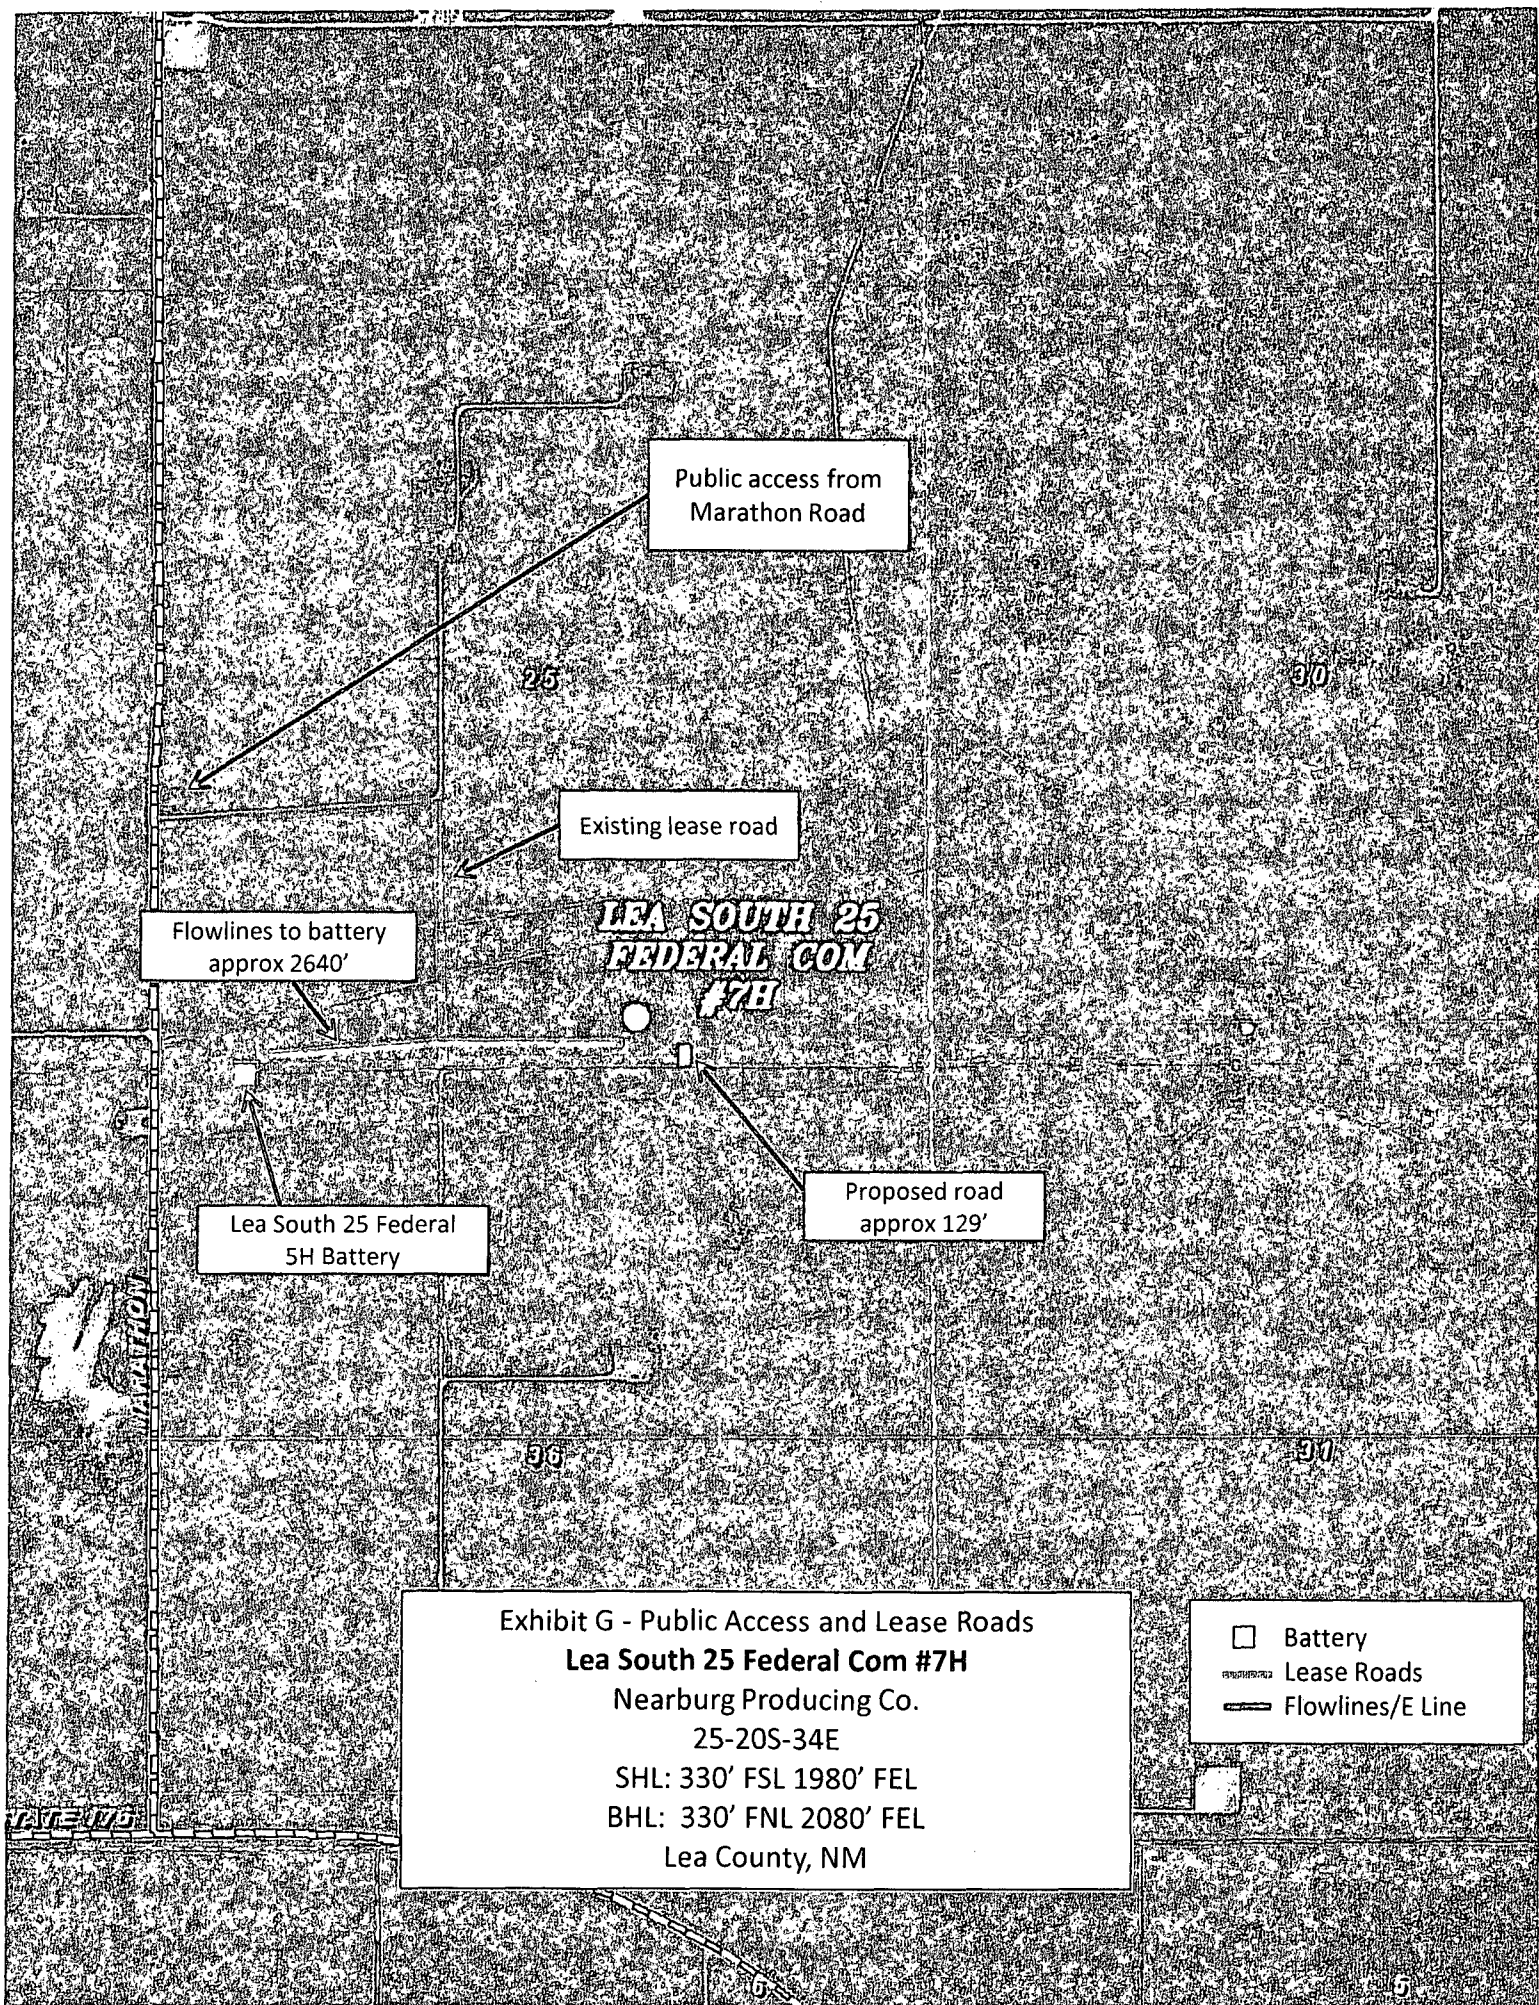 Public access from
Marathon Road
25
30
Existing lease road
LEA SOUTH 25
FEDERAL COM
#7H
Flowlines to battery
approx 2640'
Proposed road
approx 129'
Lea South 25 Federal
5H Battery
MARATHON
36
31
Exhibit G - Public Access and Lease Roads
Lea South 25 Federal Com #7H
Nearburg Producing Co.
25-20S-34E
SHL: 330' FSL 1980' FEL
BHL: 330' FNL 2080' FEL
Lea County, NM
Battery
Lease Roads
Flowlines/E Line
STATE 176
6
5